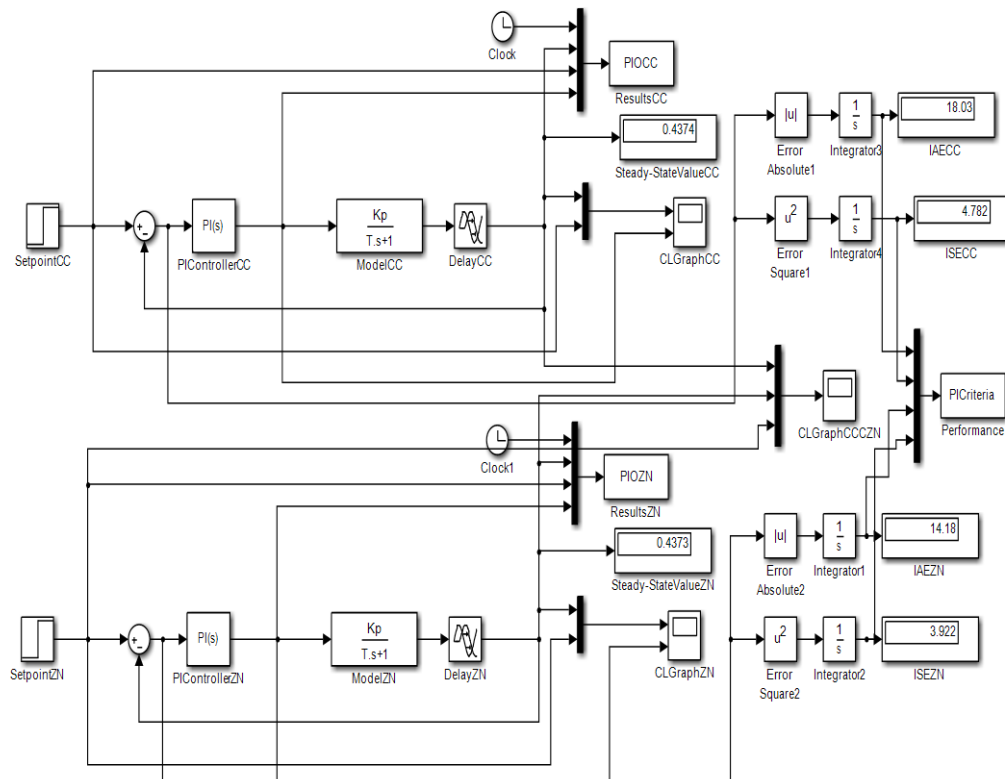 Clock
PIOCC
ResultsCC
0.4374
Steady-StateValueCC
|u|
Error
Absolute1
1
s
Integrator3
18.03
IAECC
SetpointCC
+
−
PI(s)
PIControllerCC
Kp
T.s+1
ModelCC
DelayCC
CLGraphCC
u2
Error
Square1
1
s
Integrator4
4.782
ISECC
CLGraphCCCZN
PICriteria
Performance
Clock1
PIOZN
ResultsZN
0.4373
Steady-StateValueZN
|u|
Error
Absolute2
1
s
Integrator1
14.18
IAEZN
SetpointZN
+
−
PI(s)
PIControllerZN
Kp
T.s+1
ModelZN
DelayZN
CLGraphZN
u2
Error
Square2
1
s
Integrator2
3.922
ISEZN